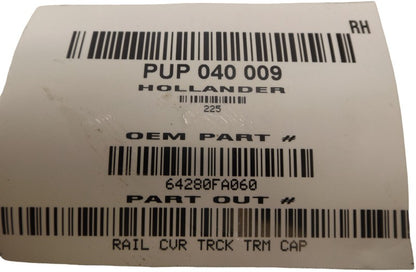 RH
PUP 040 009
HOLLANDER
225
OEM PART #
64280FA060
PART OUT #
RAIL CVR TRCK TRM CAP